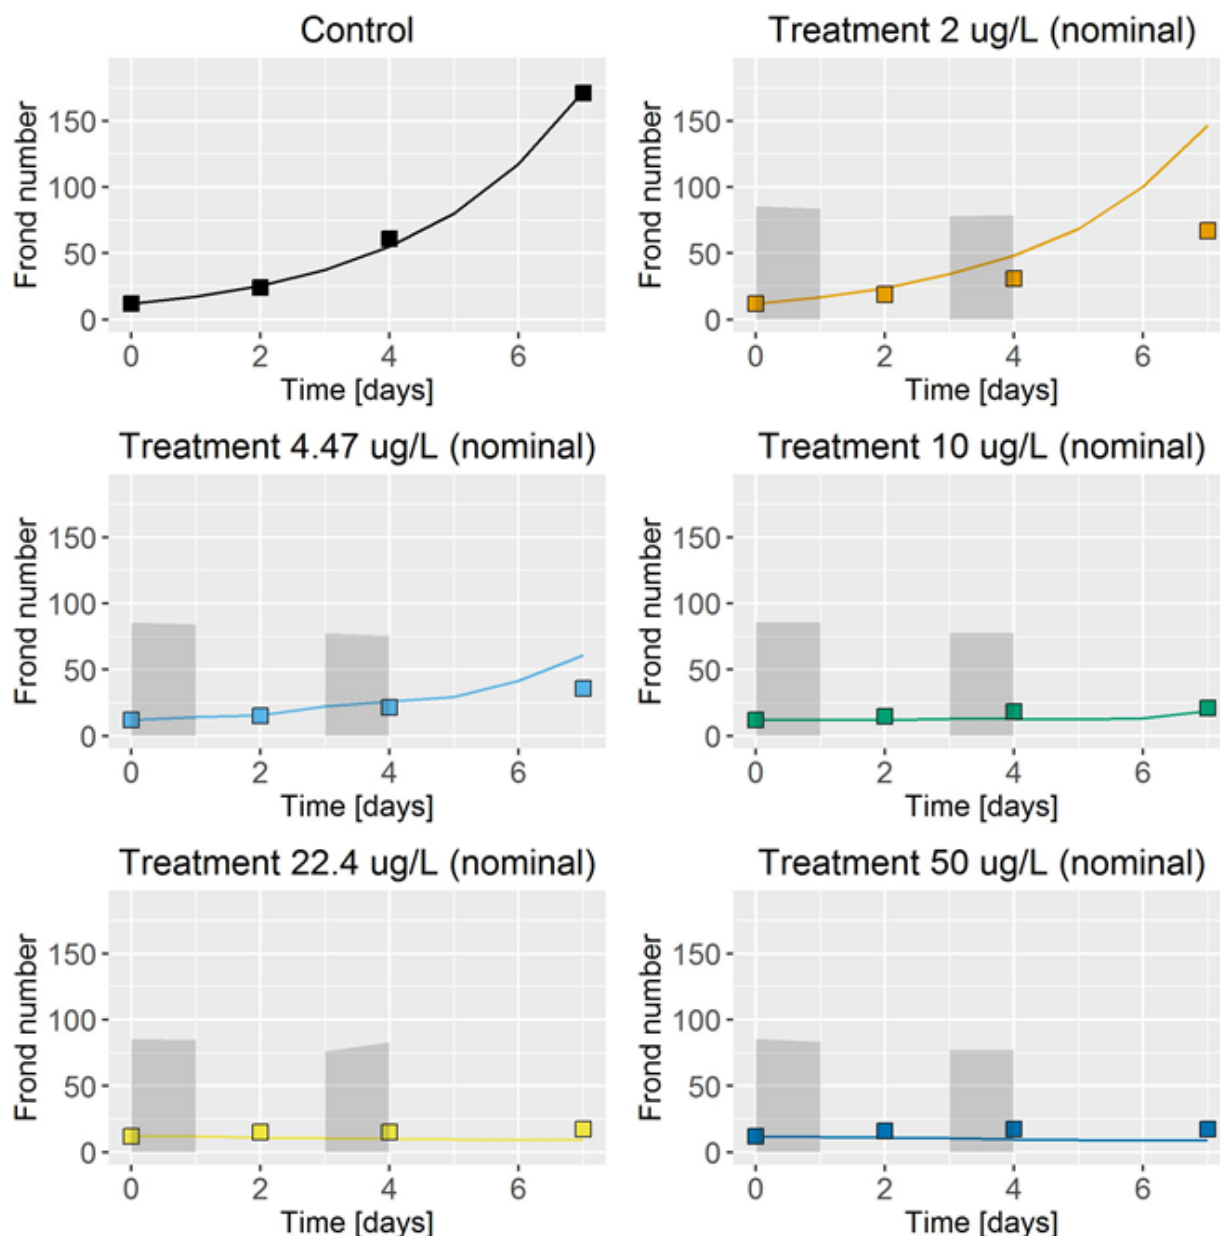 Control
Frond number
150
100
50
0
0 2 4 6
Time [days]
Treatment 2 ug/L (nominal)
Frond number
150
100
50
0
0 2 4 6
Time [days]
Treatment 4.47 ug/L (nominal)
Frond number
150
100
50
0
0 2 4 6
Time [days]
Treatment 10 ug/L (nominal)
Frond number
150
100
50
0
0 2 4 6
Time [days]
Treatment 22.4 ug/L (nominal)
Frond number
150
100
50
0
0 2 4 6
Time [days]
Treatment 50 ug/L (nominal)
Frond number
150
100
50
0
0 2 4 6
Time [days]